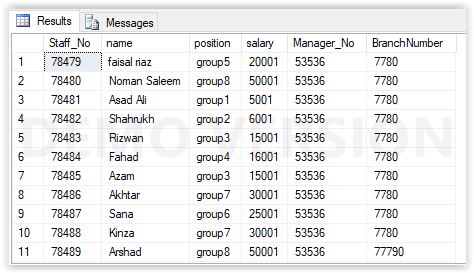 Results Messages
Staff_No name position salary Manager_No BranchNumber
1 78479 faisal riaz group5 20001 53536 7780
2 78480 Noman Saleem group8 50001 53536 7780
3 78481 Asad Ali group1 5001 53536 7780
4 78482 Shahrukh group2 6001 53536 7780
5 78483 Rizwan group3 15001 53536 7780
6 78484 Fahad group4 16001 53536 7780
7 78485 Azam group3 15001 53536 7780
8 78486 Akhtar group7 30001 53536 7780
9 78487 Sana group6 25001 53536 7780
10 78488 Kinza group7 30001 53536 7780
11 78489 Arshad group8 50001 53536 77790
DEMO VERSION